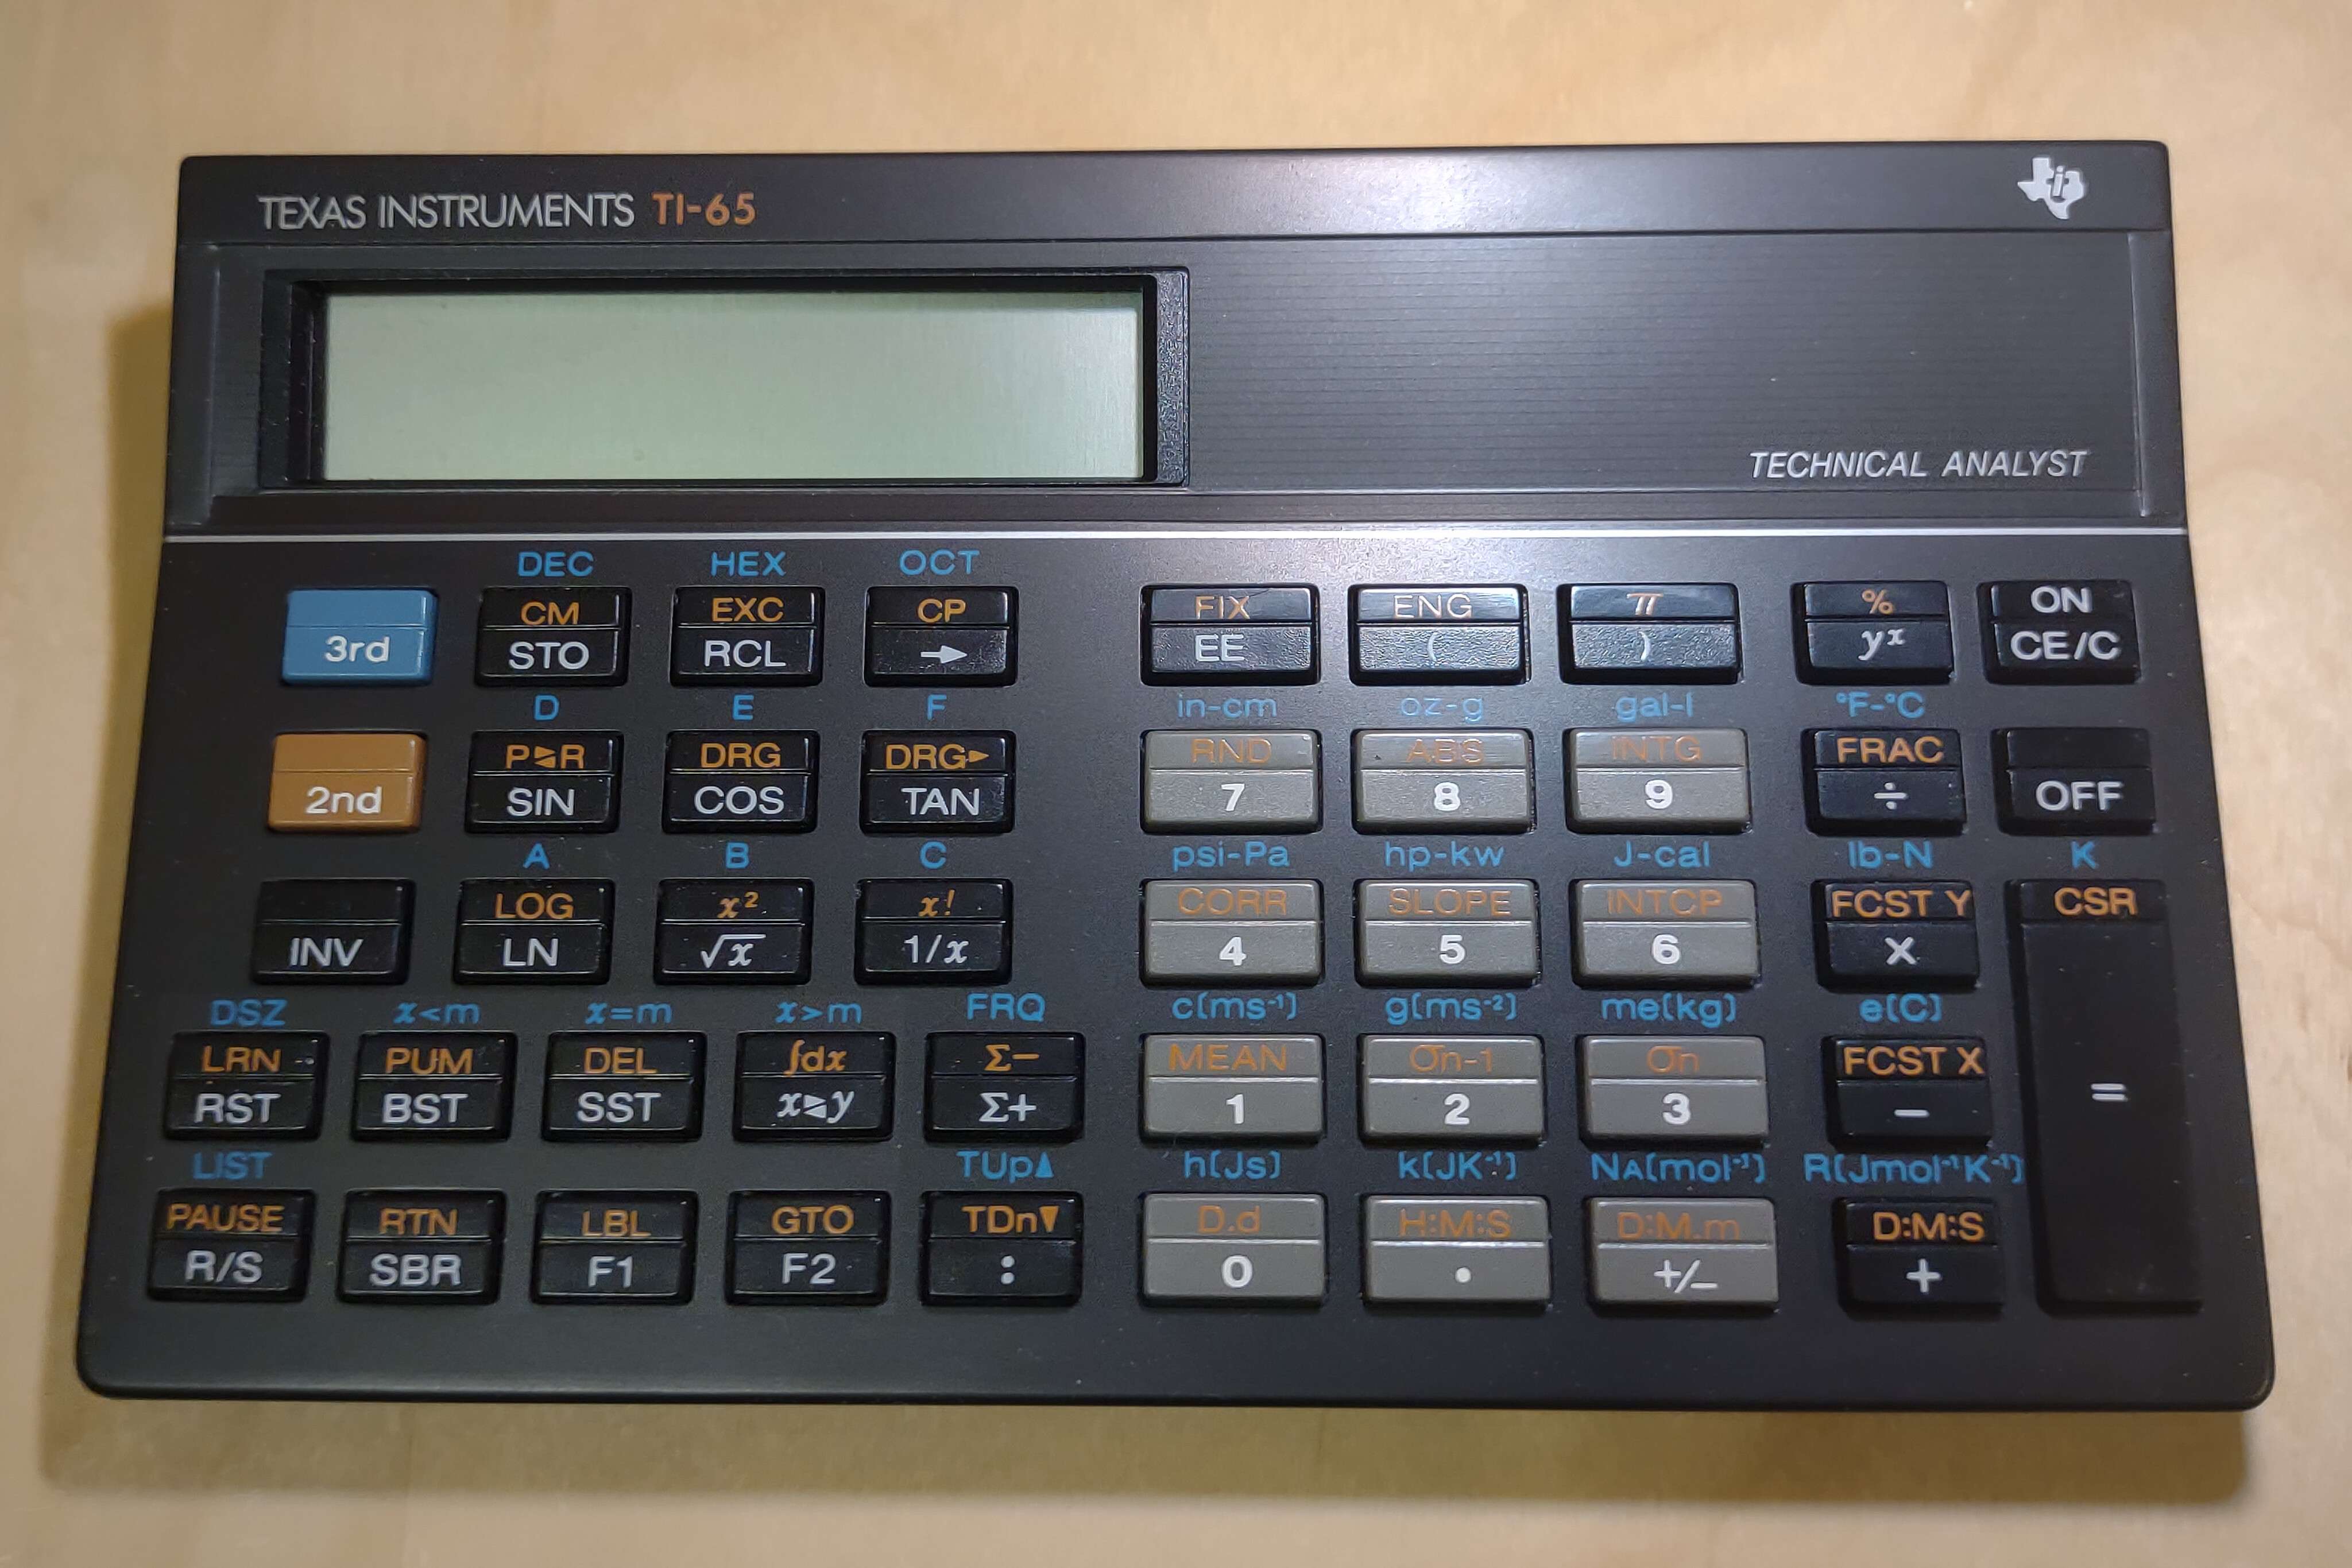 TEXAS INSTRUMENTS TI-65
TECHNICAL ANALYST
DEC HEX OCT
CM EXC CP FIX ENG π % ON
3rd STO RCL → EE ( ) yˣ CE/C
D E F in-cm oz-g gal-l °F-°C
P►R DRG DRG► RND ABS INTG FRAC
2nd SIN COS TAN 7 8 9 ÷ OFF
A B C psi-Pa hp-kw J-cal lb-N K
LOG x² x! CORR SLOPE INTCP FCST Y CSR
INV LN √x 1/x 4 5 6 X
DSZ x<m x=m x>m FRQ c(ms⁻¹) g(ms⁻²) me(kg) e(C)
LRN PUM DEL ∫dx Σ− MEAN σn-1 σn FCST X
RST BST SST x►y Σ+ 1 2 3 − =
LIST TUp▲ h(Js) k(JK⁻¹) NA(mol⁻¹) R(Jmol⁻¹K⁻¹)
PAUSE RTN LBL GTO TDn▼ D.d H:M:S D:M.m D:M:S
R/S SBR F1 F2 : 0 . +/− +